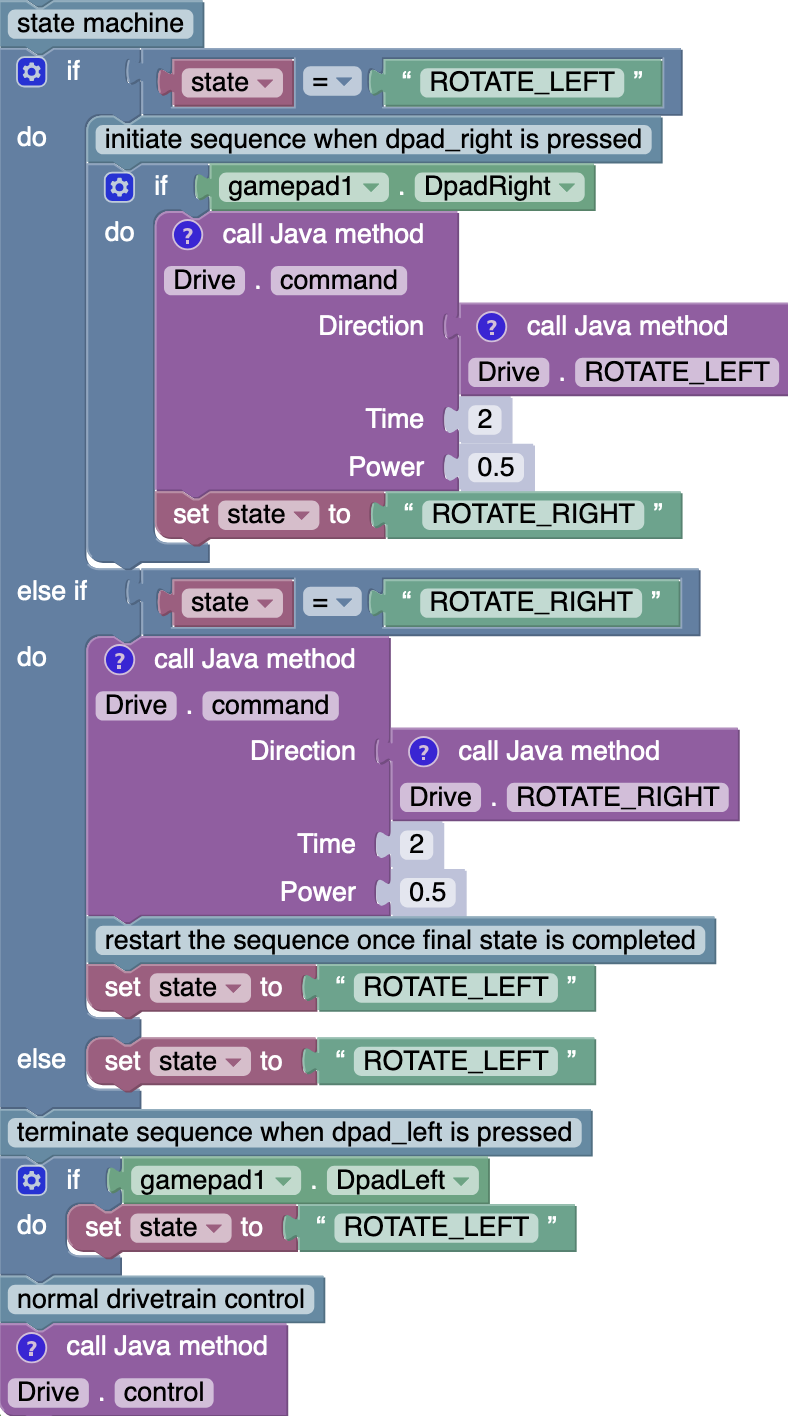 state machine
if state = “ ROTATE_LEFT ”
do initiate sequence when dpad_right is pressed
if gamepad1 . DpadRight
do ? call Java method
Drive . command
Direction ? call Java method
Drive . ROTATE_LEFT
Time 2
Power 0.5
set state to “ ROTATE_RIGHT ”
else if state = “ ROTATE_RIGHT ”
do ? call Java method
Drive . command
Direction ? call Java method
Drive . ROTATE_RIGHT
Time 2
Power 0.5
restart the sequence once final state is completed
set state to “ ROTATE_LEFT ”
else set state to “ ROTATE_LEFT ”
terminate sequence when dpad_left is pressed
if gamepad1 . DpadLeft
do set state to “ ROTATE_LEFT ”
normal drivetrain control
? call Java method
Drive . control